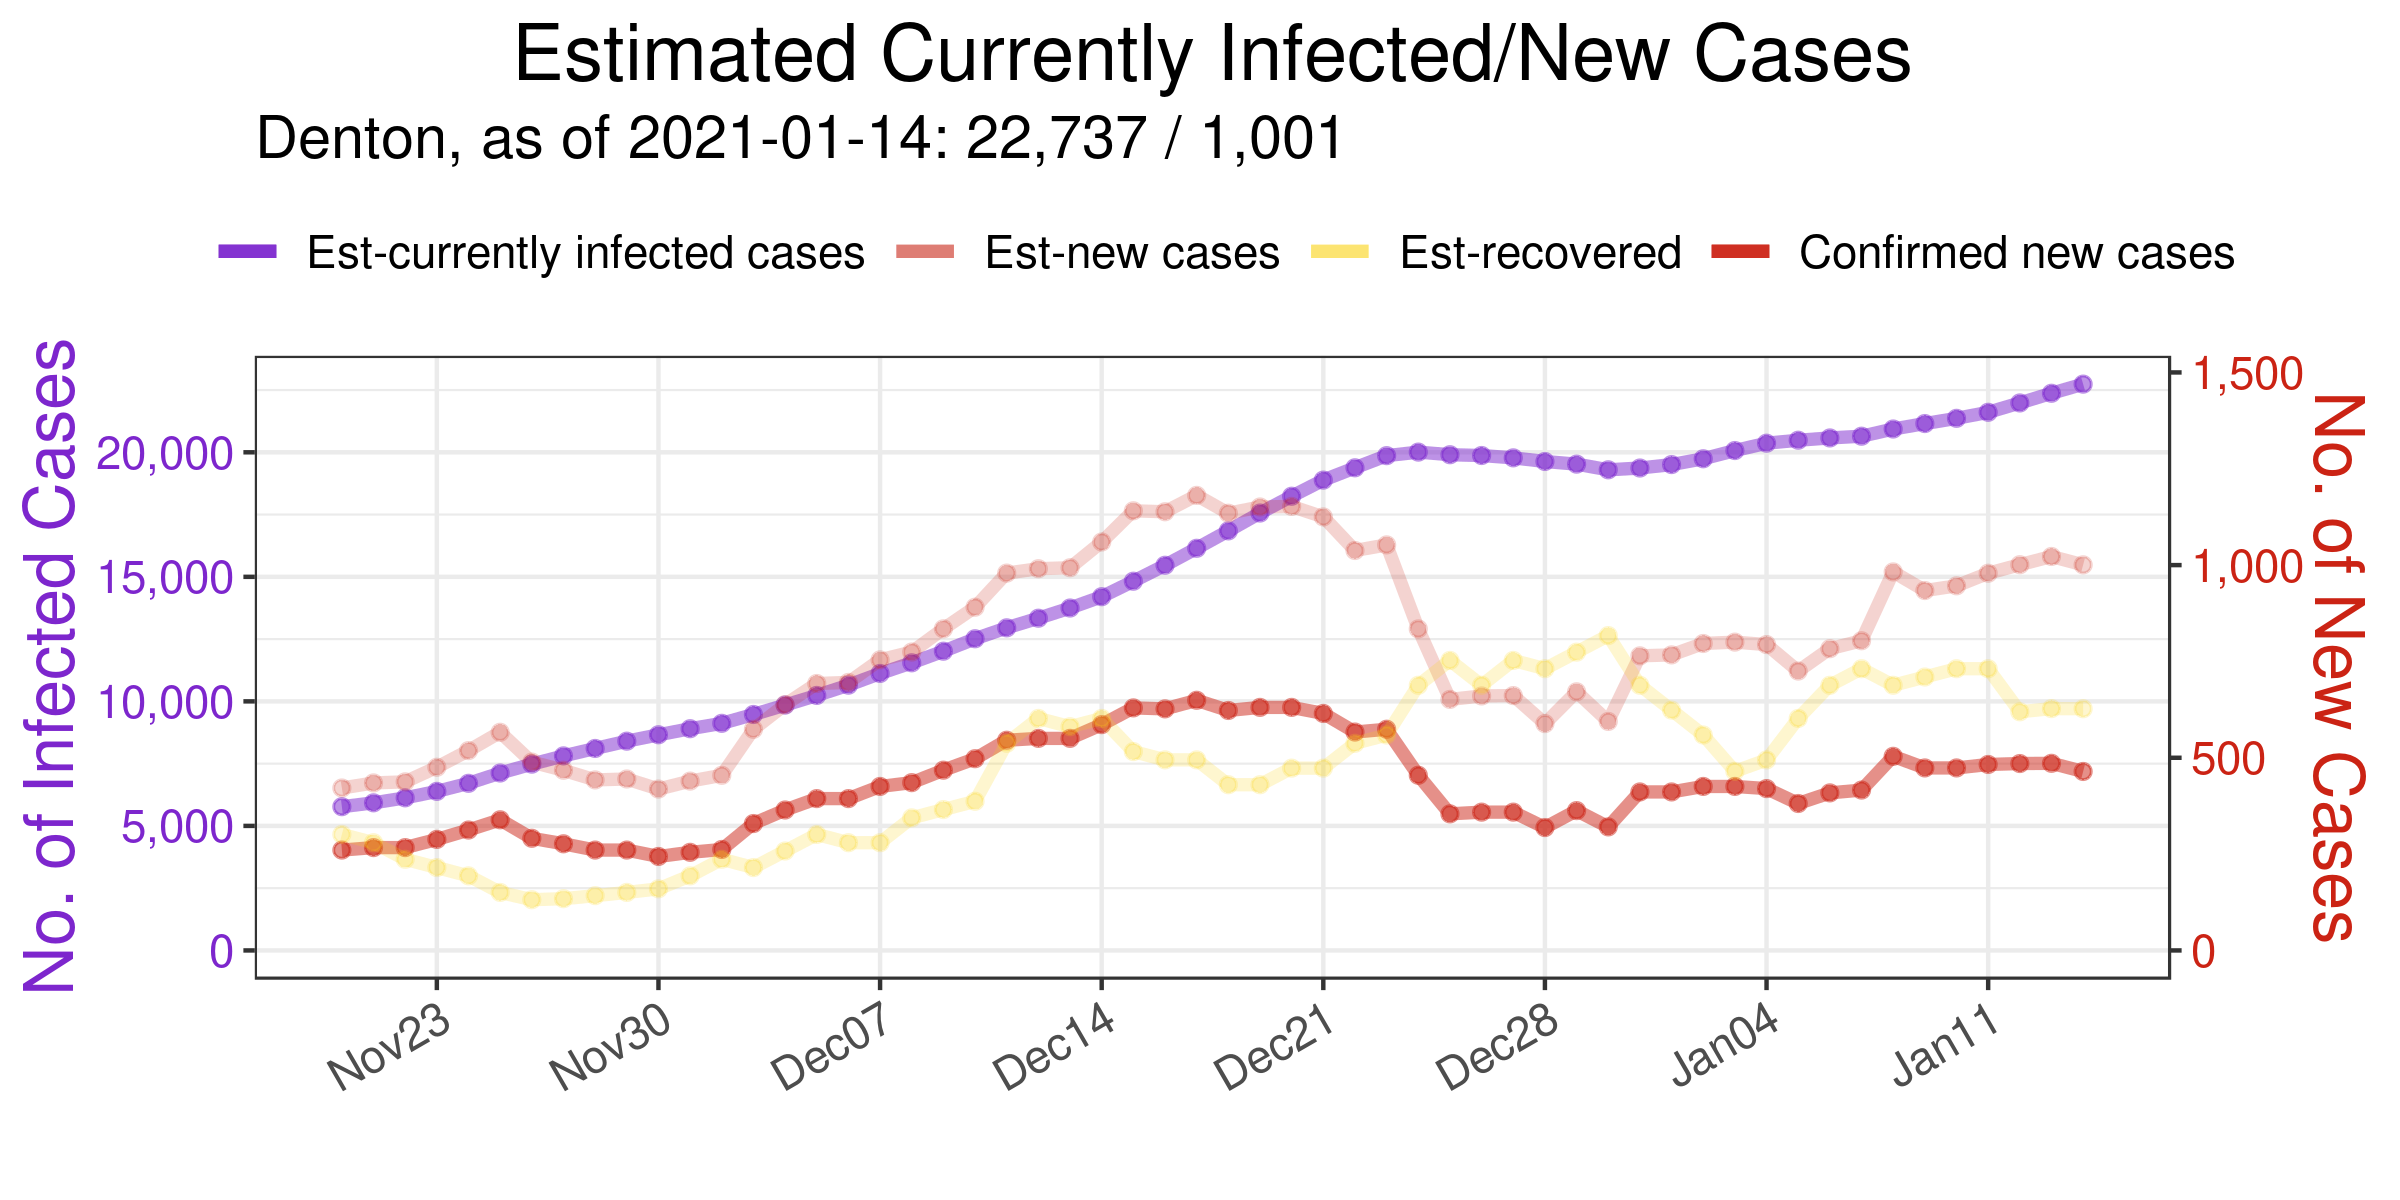 Estimated Currently Infected/New Cases
Denton, as of 2021-01-14: 22,737 / 1,001
Est-currently infected cases Est-new cases Est-recovered Confirmed new cases
No. of Infected Cases
20,000
15,000
10,000
5,000
0
1,500
1,000
500
0
No. of New Cases
Nov23 Nov30 Dec07 Dec14 Dec21 Dec28 Jan04 Jan11